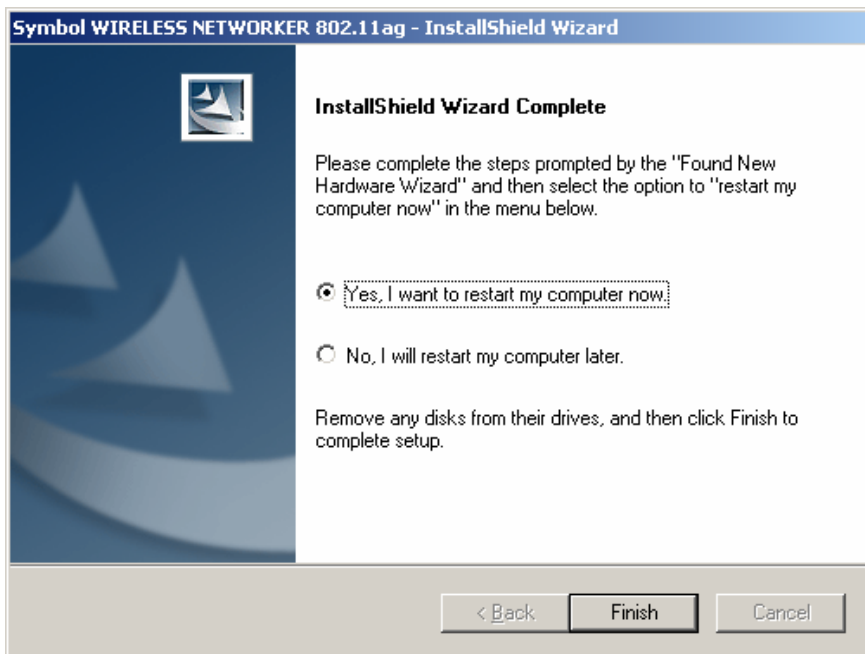 Symbol WIRELESS NETWORKER 802.11ag - InstallShield Wizard
InstallShield Wizard Complete
Please complete the steps prompted by the "Found New
Hardware Wizard" and then select the option to "restart my
computer now" in the menu below.
Yes, I want to restart my computer now.
No, I will restart my computer later.
Remove any disks from their drives, and then click Finish to
complete setup.
< Back
Finish
Cancel